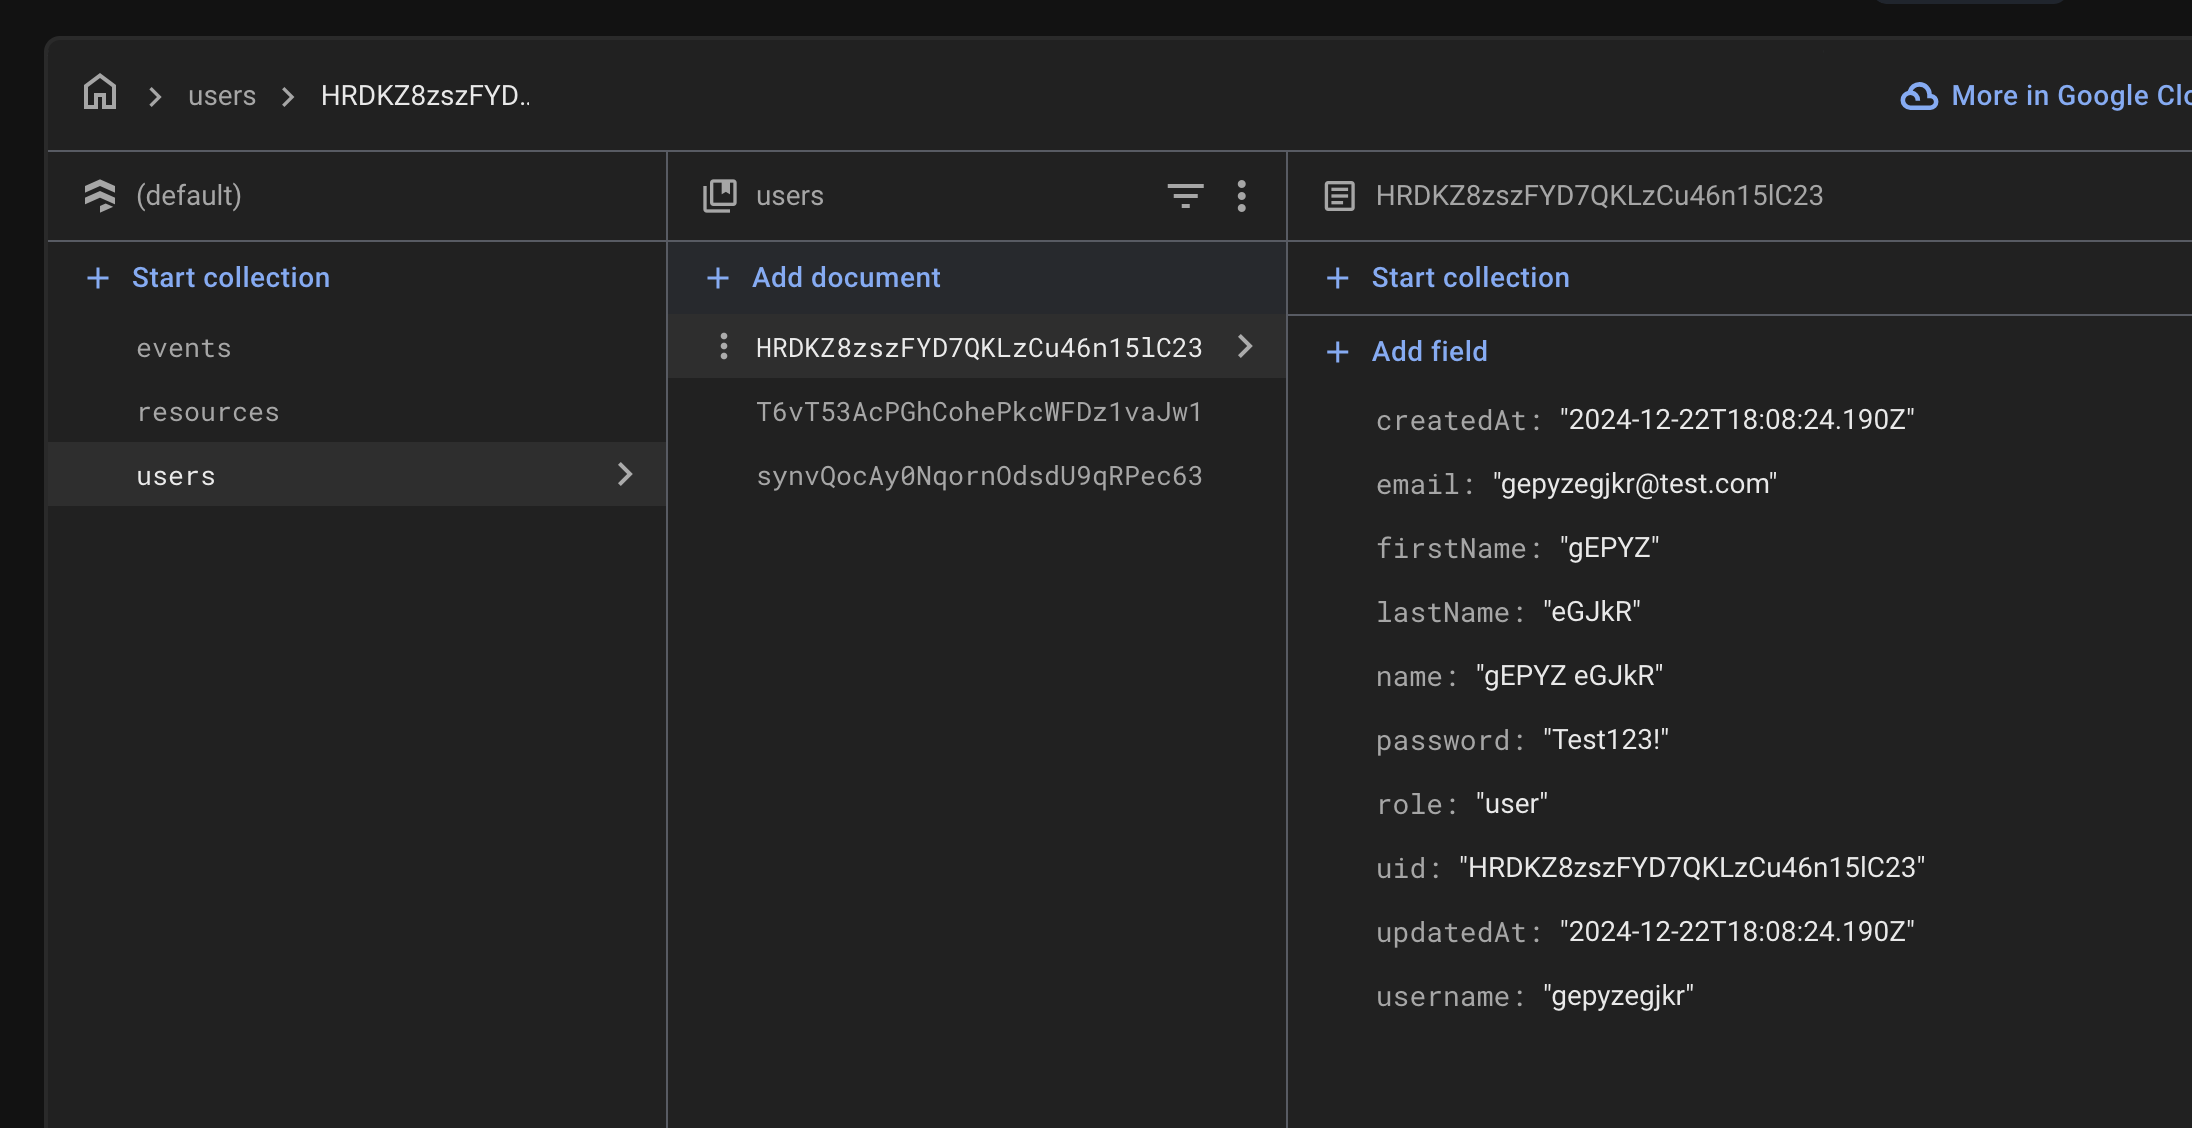 users
HRDKZ8zszFYD..
More in Google Clo
(default)
Start collection
events
resources
users
users
Add document
HRDKZ8zszFYD7QKLzCu46n15lC23
T6vT53AcPGhCohePkcWFDz1vaJw1
synvQocAy0NqornOdsdU9qRPec63
HRDKZ8zszFYD7QKLzCu46n15lC23
Start collection
Add field
createdAt: "2024-12-22T18:08:24.190Z"
email: "gepyzegjkr@test.com"
firstName: "gEPYZ"
lastName: "eGJkR"
name: "gEPYZ eGJkR"
password: "Test123!"
role: "user"
uid: "HRDKZ8zszFYD7QKLzCu46n15lC23"
updatedAt: "2024-12-22T18:08:24.190Z"
username: "gepyzegjkr"